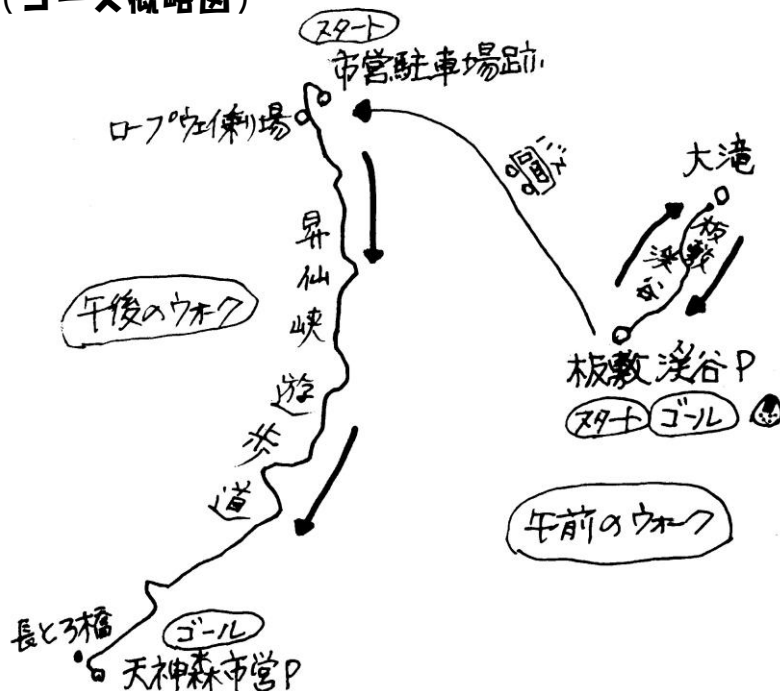 (コース概略図)
スタート
市営駐車場跡
ロープウェイ乗り場
バス
大滝
板敷
渓谷
昇仙峡
遊歩道
午後のウォーク
板敷渓谷P
スタート ゴール
午前のウォーク
長とろ橋
ゴール
天神森市営P